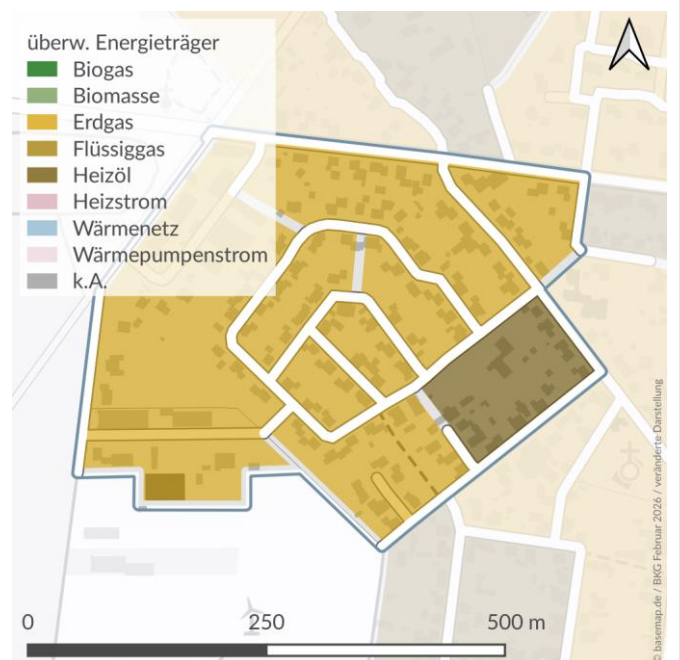 überw. Energieträger
Biogas
Biomasse
Erdgas
Flüssiggas
Heizöl
Heizstrom
Wärmenetz
Wärmepumpenstrom
k.A.
0 250 500 m
© basemap.de / BKG Februar 2026 / veränderte Darstellung